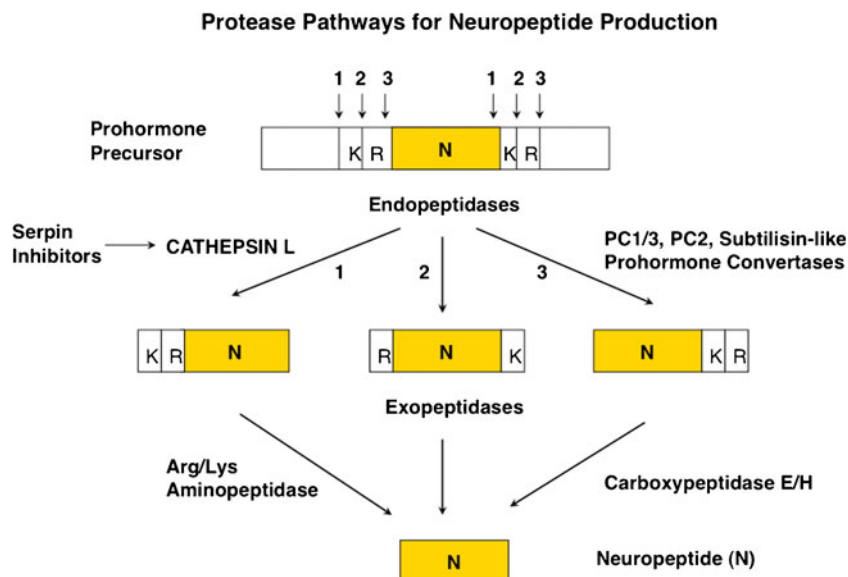 Protease Pathways for Neuropeptide Production
1 2 3 1 2 3
Prohormone
Precursor
K R N K R
Endopeptidases
Serpin
Inhibitors
CATHEPSIN L
PC1/3, PC2, Subtilisin-like
Prohormone Convertases
1 2 3
K R N
R N K
N K R
Exopeptidases
Arg/Lys
Aminopeptidase
Carboxypeptidase E/H
N
Neuropeptide (N)